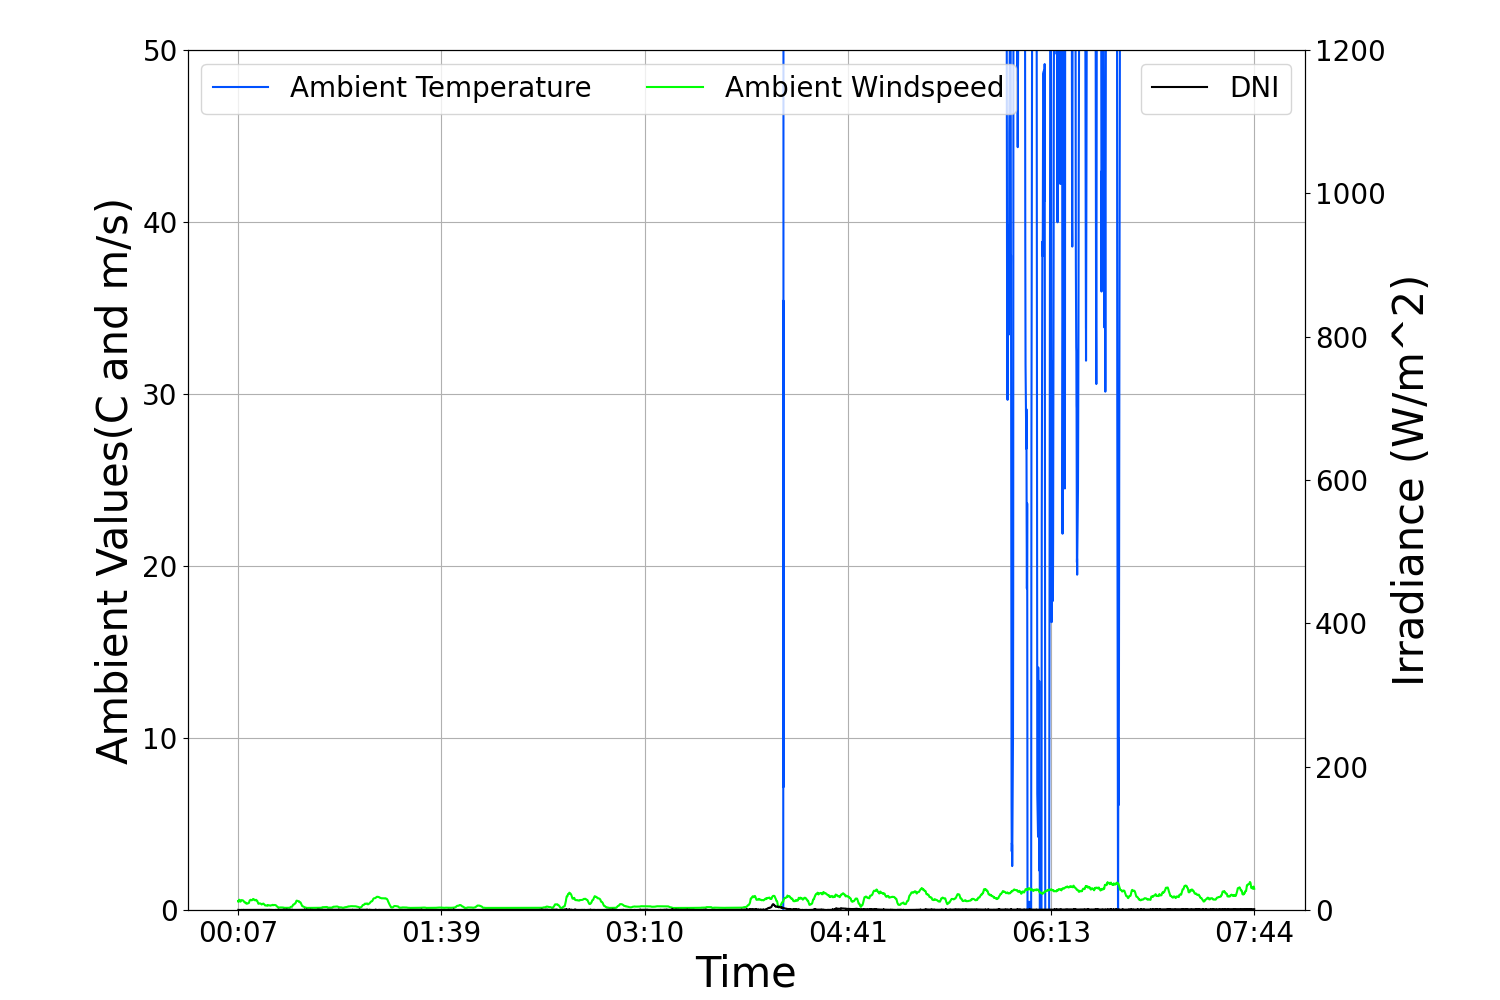 Ambient Temperature
Ambient Windspeed
DNI
Ambient Values(C and m/s)
50
40
30
20
10
0
1200
1000
800
600
400
200
0
Irradiance (W/m^2)
00:07 01:39 03:10 04:41 06:13 07:44
Time